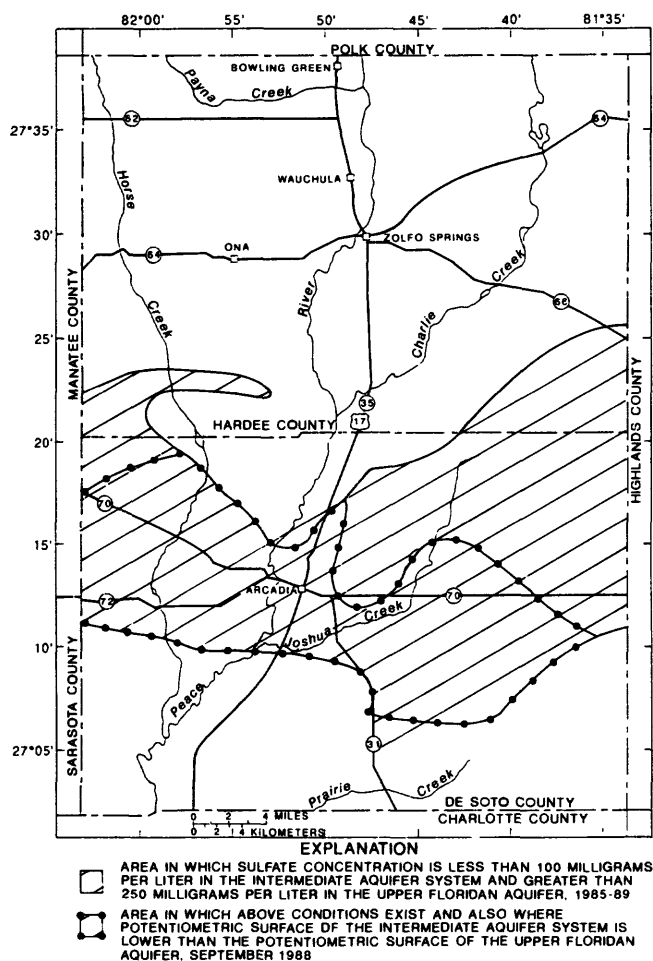 82°00' 55' 50' 45' 40' 81°35'
POLK COUNTY
BOWLING GREEN
Payna
Creek
27°35'
62
64
WAUCHULA
Horse
30'
ONA
ZOLFO SPRINGS
64
Creek
River
66
MANATEE COUNTY
Creek
Charlie
25'
HIGHLANDS COUNTY
35
HARDEE COUNTY
17
20'
70
15'
ARCADIA
72
70
Creek
Joshua
10'
SARASOTA COUNTY
Peace
27°05'
31
Prairie
Creek
DE SOTO COUNTY
0 2 4 MILES
CHARLOTTE COUNTY
0 2 4 KILOMETERS
EXPLANATION
AREA IN WHICH SULFATE CONCENTRATION IS LESS THAN 100 MILLIGRAMS
PER LITER IN THE INTERMEDIATE AQUIFER SYSTEM AND GREATER THAN
250 MILLIGRAMS PER LITER IN THE UPPER FLORIDAN AQUIFER, 1985-89
AREA IN WHICH ABOVE CONDITIONS EXIST AND ALSO WHERE
POTENTIOMETRIC SURFACE OF THE INTERMEDIATE AQUIFER SYSTEM IS
LOWER THAN THE POTENTIOMETRIC SURFACE OF THE UPPER FLORIDAN
AQUIFER, SEPTEMBER 1988